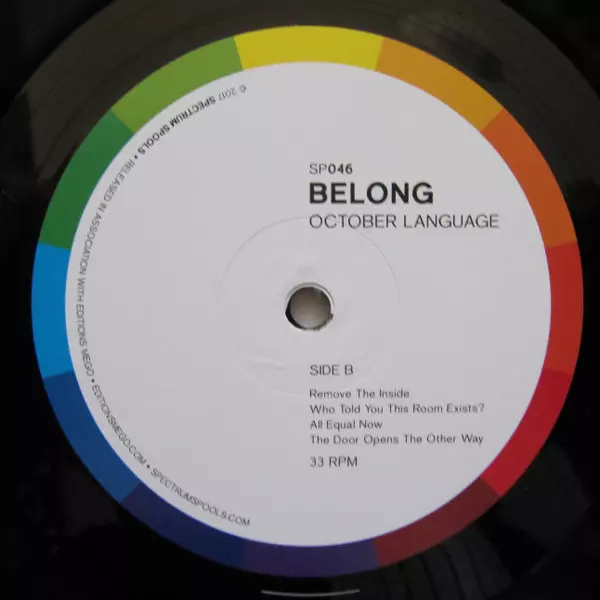 SP046
BELONG
OCTOBER LANGUAGE
SIDE B
Remove The Inside
Who Told You This Room Exists?
All Equal Now
The Door Opens The Other Way
33 RPM
© 2017 SPECTRUM SPOOLS • RELEASED IN ASSOCIATION WITH EDITIONS MEGO • EDITIONSMEGO.COM • SPECTRUMSPOOLS.COM